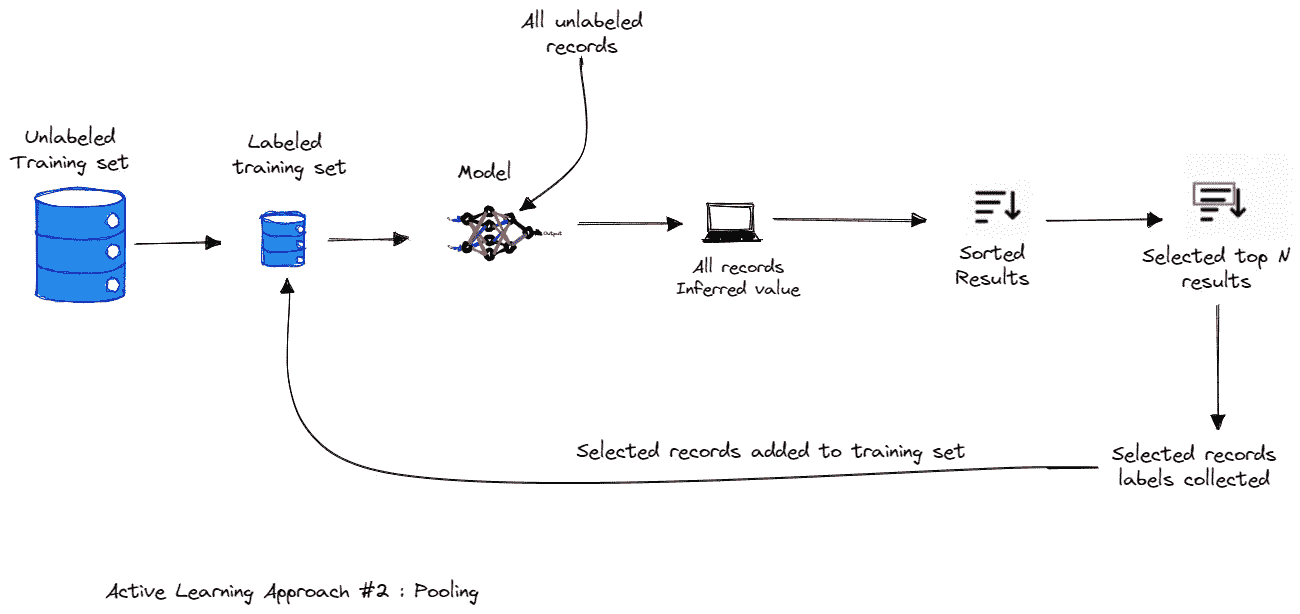 All unlabeled
records
Unlabeled
Training set
Labeled
training set
Model
Output
All records
Inferred value
Sorted
Results
Selected top N
results
Selected records added to training set
Selected records
labels collected
Active Learning Approach #2 : Pooling